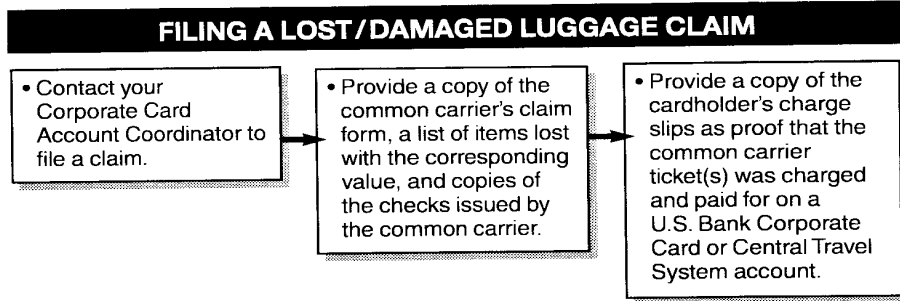 FILING A LOST/DAMAGED LUGGAGE CLAIM
• Contact your
Corporate Card
Account Coordinator to
file a claim.
• Provide a copy of the
common carrier's claim
form, a list of items lost
with the corresponding
value, and copies of
the checks issued by
the common carrier.
• Provide a copy of the
cardholder's charge
slips as proof that the
common carrier
ticket(s) was charged
and paid for on a
U.S. Bank Corporate
Card or Central Travel
System account.